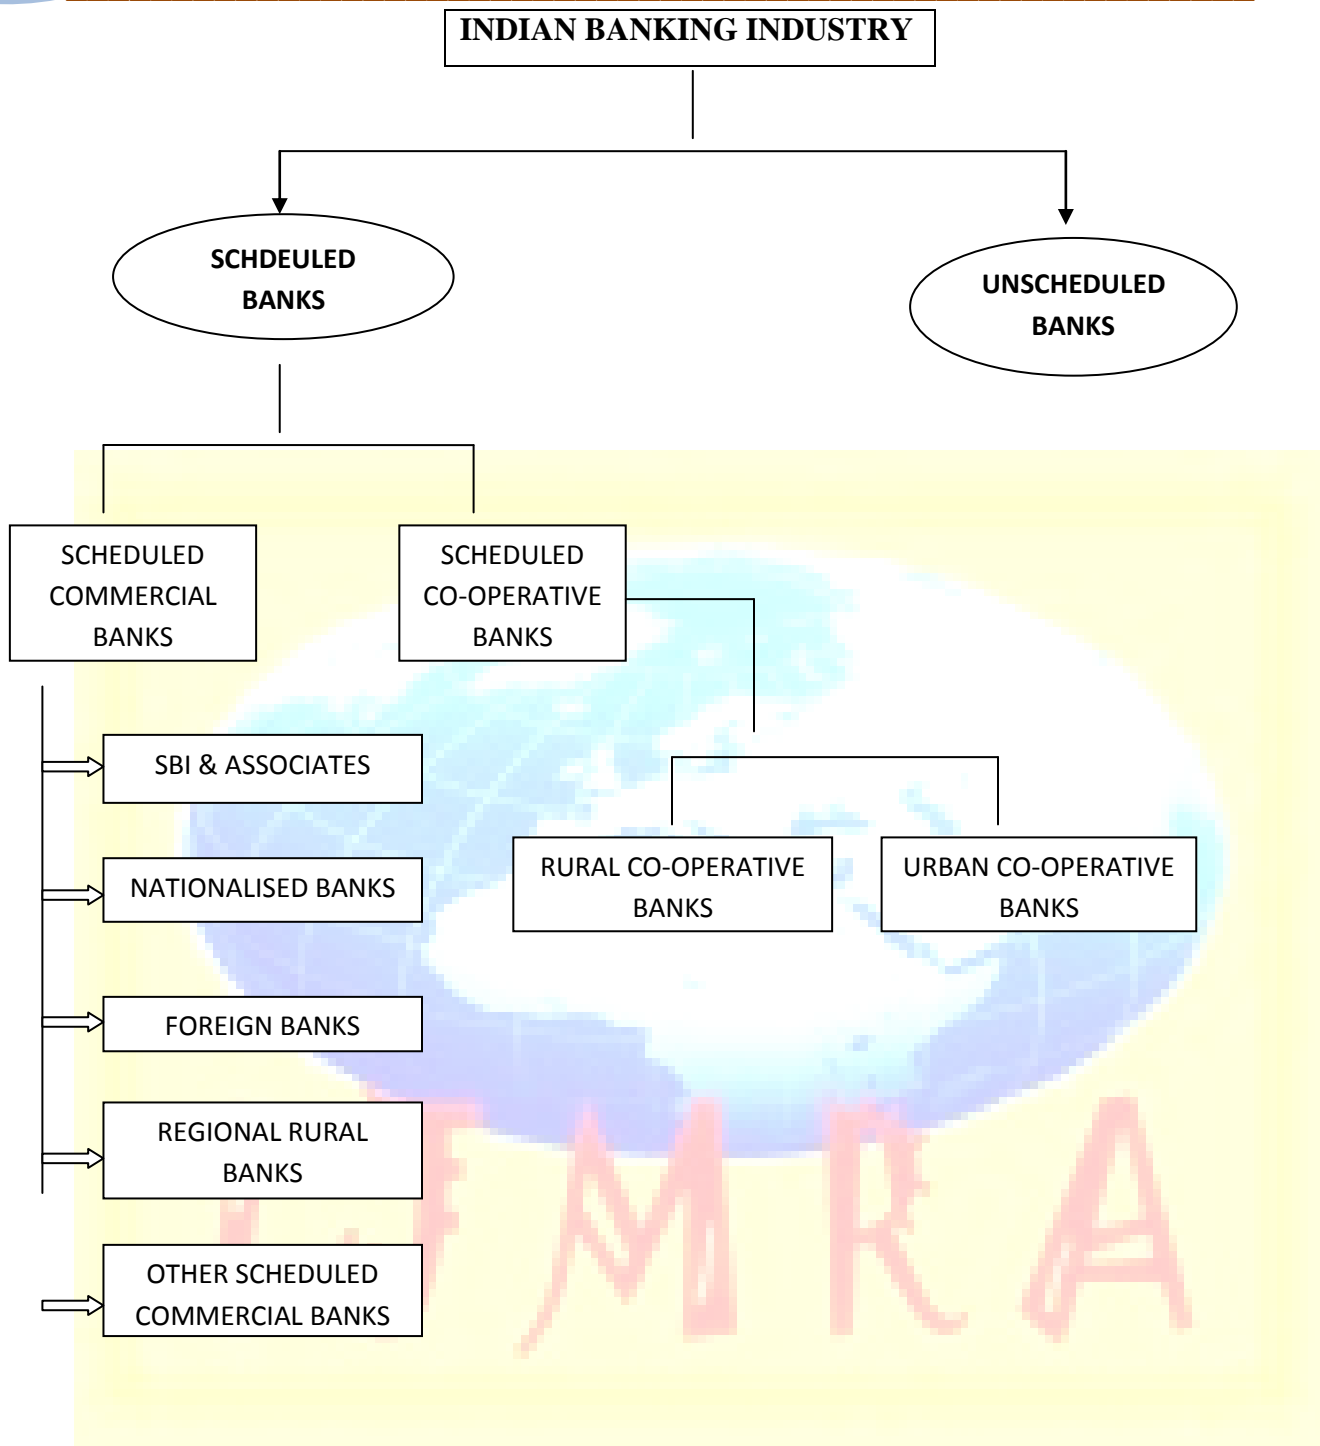 INDIAN BANKING INDUSTRY
SCHDEULED
BANKS
UNSCHEDULED
BANKS
SCHEDULED
COMMERCIAL
BANKS
SCHEDULED
CO-OPERATIVE
BANKS
SBI & ASSOCIATES
NATIONALISED BANKS
FOREIGN BANKS
REGIONAL RURAL
BANKS
OTHER SCHEDULED
COMMERCIAL BANKS
RURAL CO-OPERATIVE
BANKS
URBAN CO-OPERATIVE
BANKS